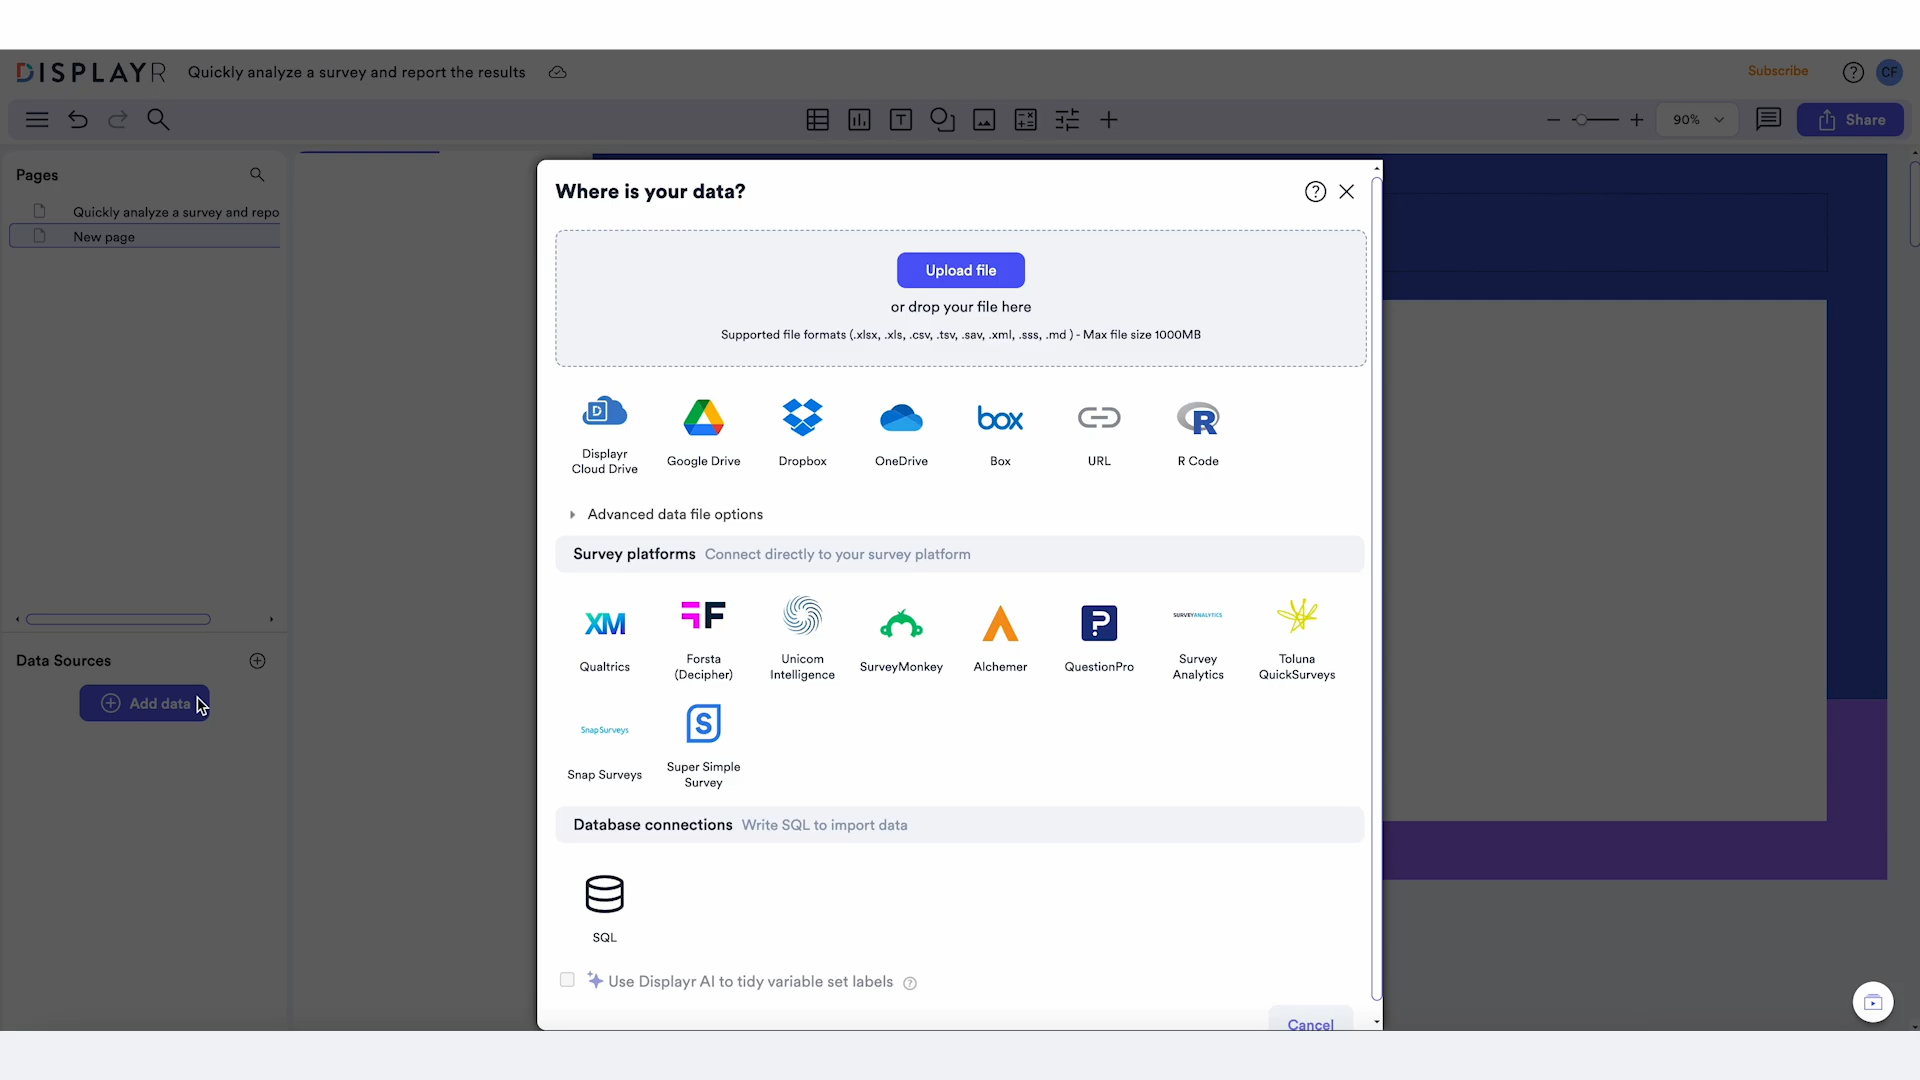 DISPLAYR
Quickly analyze a survey and report the results
Subscribe
?
CF
90%
Share
Pages
Quickly analyze a survey and repo
New page
Data Sources
Add data
Where is your data?
?
Upload file
or drop your file here
Supported file formats (.xlsx, .xls, .csv, .tsv, .sav, .xml, .sss, .md ) - Max file size 1000MB
D
box
R
Displayr
Cloud Drive
Google Drive
Dropbox
OneDrive
Box
URL
R Code
Advanced data file options
Survey platforms Connect directly to your survey platform
XM
F
?
SURVEYANALYTICS
Qualtrics
Forsta
(Decipher)
Unicom
Intelligence
SurveyMonkey
Alchemer
QuestionPro
Survey
Analytics
Toluna
QuickSurveys
Snap Surveys
S
Snap Surveys
Super Simple
Survey
Database connections Write SQL to import data
SQL
Use Displayr AI to tidy variable set labels ?
Cancel